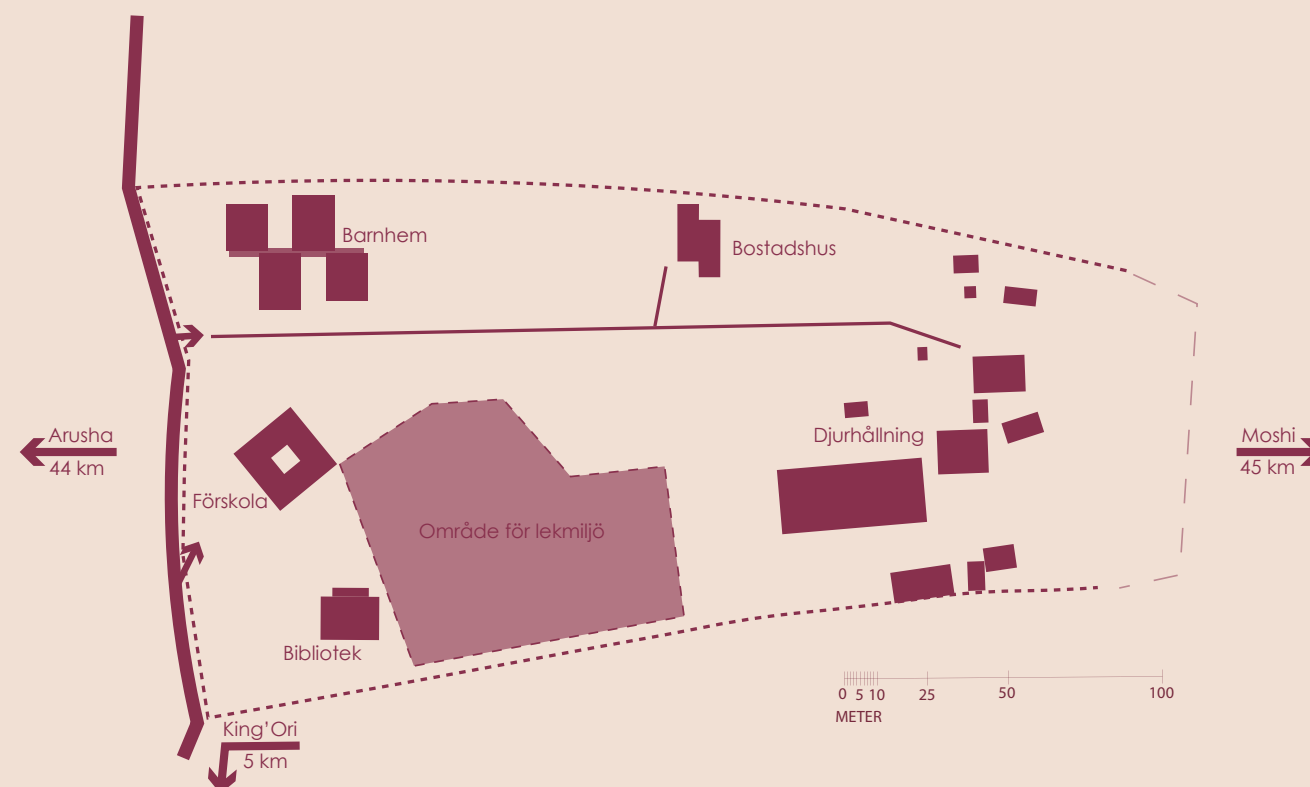 Barnhem
Bostadshus
Arusha
44 km
Djurhållning
Moshi
45 km
Förskola
Område för lekmiljö
Bibliotek
0 5 10 25 50 100
METER
King'Ori
5 km